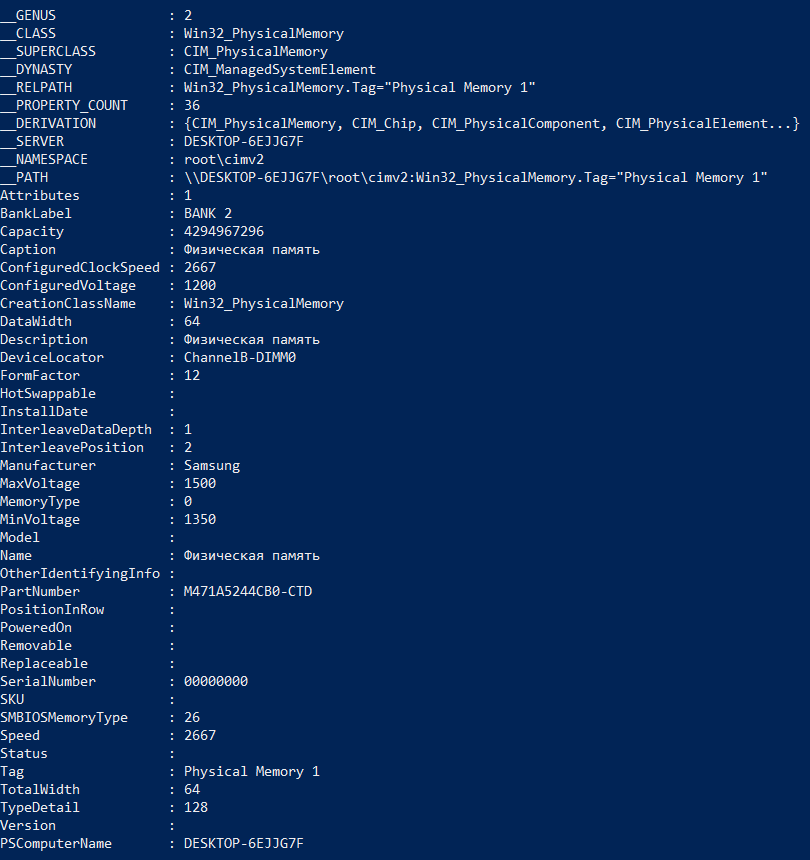 __GENUS : 2
__CLASS : Win32_PhysicalMemory
__SUPERCLASS : CIM_PhysicalMemory
__DYNASTY : CIM_ManagedSystemElement
__RELPATH : Win32_PhysicalMemory.Tag="Physical Memory 1"
__PROPERTY_COUNT : 36
__DERIVATION : {CIM_PhysicalMemory, CIM_Chip, CIM_PhysicalComponent, CIM_PhysicalElement...}
__SERVER : DESKTOP-6EJJG7F
__NAMESPACE : root\cimv2
__PATH : \\DESKTOP-6EJJG7F\root\cimv2:Win32_PhysicalMemory.Tag="Physical Memory 1"
Attributes : 1
BankLabel : BANK 2
Capacity : 4294967296
Caption : Физическая память
ConfiguredClockSpeed : 2667
ConfiguredVoltage : 1200
CreationClassName : Win32_PhysicalMemory
DataWidth : 64
Description : Физическая память
DeviceLocator : ChannelB-DIMM0
FormFactor : 12
HotSwappable :
InstallDate :
InterleaveDataDepth : 1
InterleavePosition : 2
Manufacturer : Samsung
MaxVoltage : 1500
MemoryType : 0
MinVoltage : 1350
Model :
Name : Физическая память
OtherIdentifyingInfo :
PartNumber : M471A5244CB0-CTD
PositionInRow :
PoweredOn :
Removable :
Replaceable :
SerialNumber : 00000000
SKU :
SMBIOSMemoryType : 26
Speed : 2667
Status :
Tag : Physical Memory 1
TotalWidth : 64
TypeDetail : 128
Version :
PSComputerName : DESKTOP-6EJJG7F